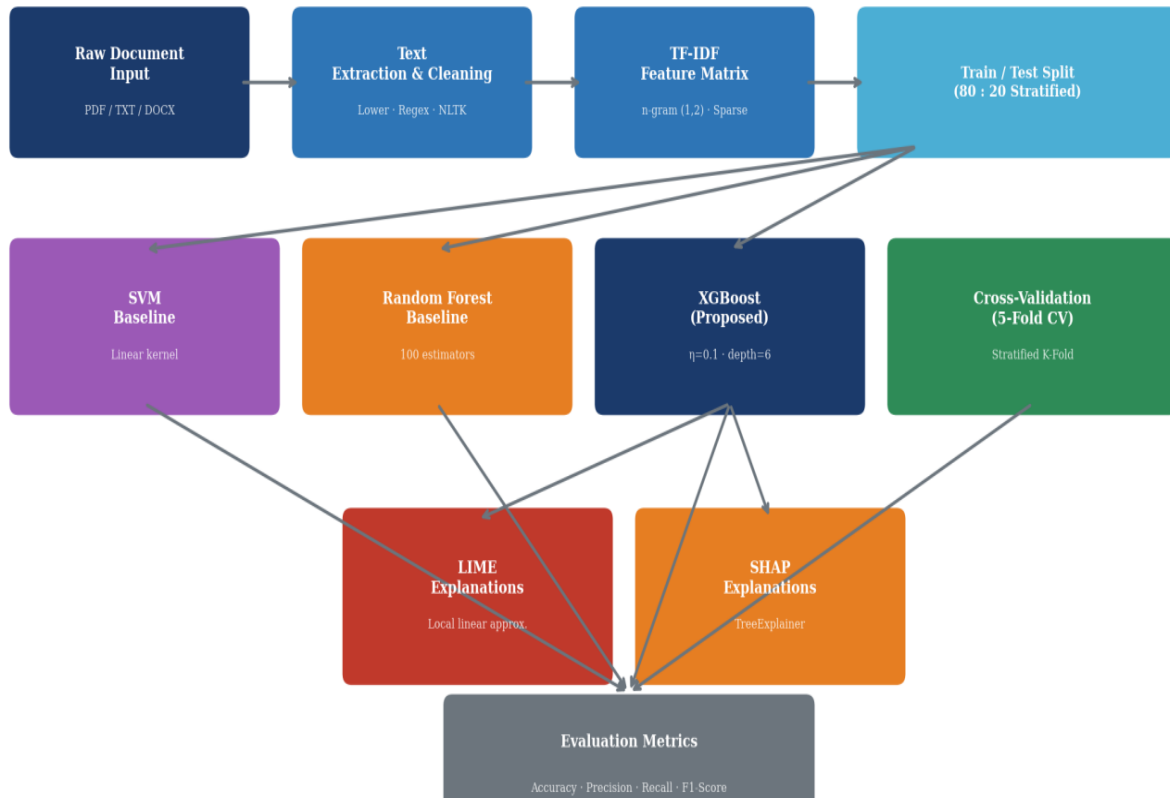 Raw Document
Input
PDF / TXT / DOCX
Text
Extraction & Cleaning
Lower · Regex · NLTK
TF-IDF
Feature Matrix
n-gram (1,2) · Sparse
Train / Test Split
(80 : 20 Stratified)
SVM
Baseline
Linear kernel
Random Forest
Baseline
100 estimators
XGBoost
(Proposed)
η=0.1 · depth=6
Cross-Validation
(5-Fold CV)
Stratified K-Fold
LIME
Explanations
Local linear approx.
SHAP
Explanations
TreeExplainer
Evaluation Metrics
Accuracy · Precision · Recall · F1-Score